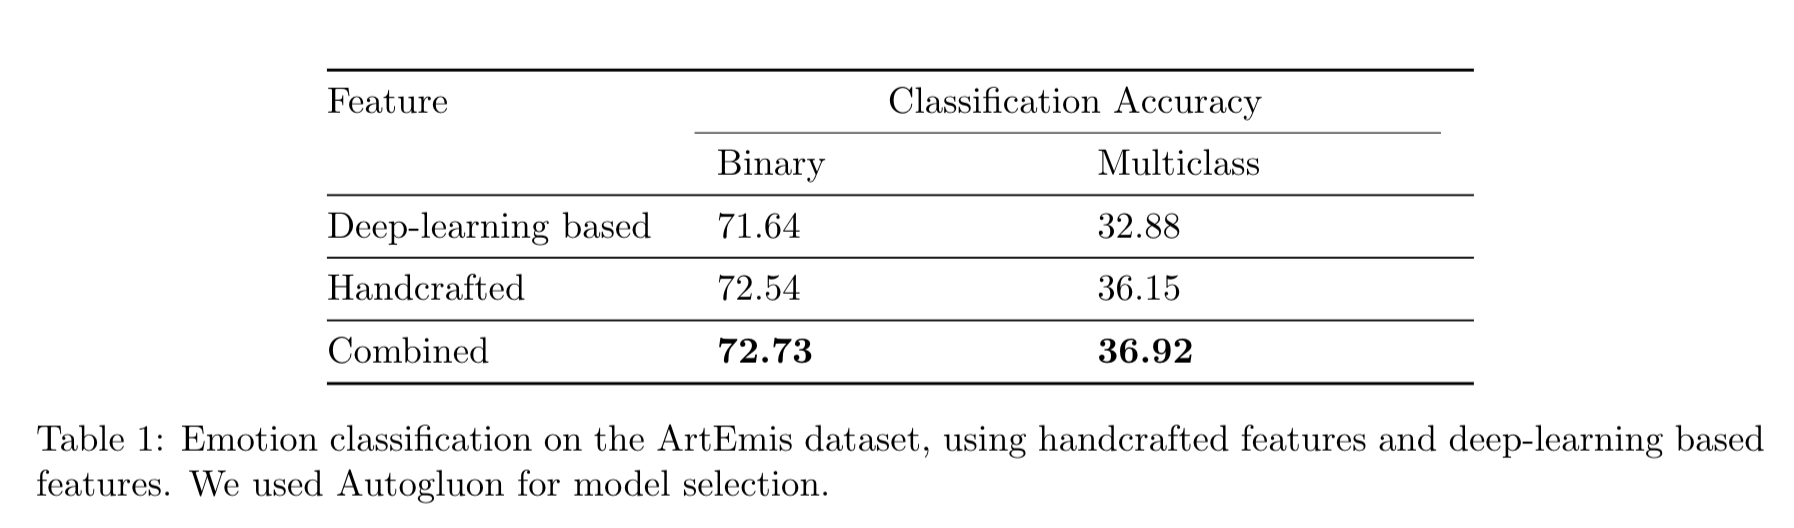 Feature Classification Accuracy
Binary Multiclass
Deep-learning based 71.64 32.88
Handcrafted 72.54 36.15
Combined 72.73 36.92
Table 1: Emotion classification on the ArtEmis dataset, using handcrafted features and deep-learning based
features. We used Autogluon for model selection.